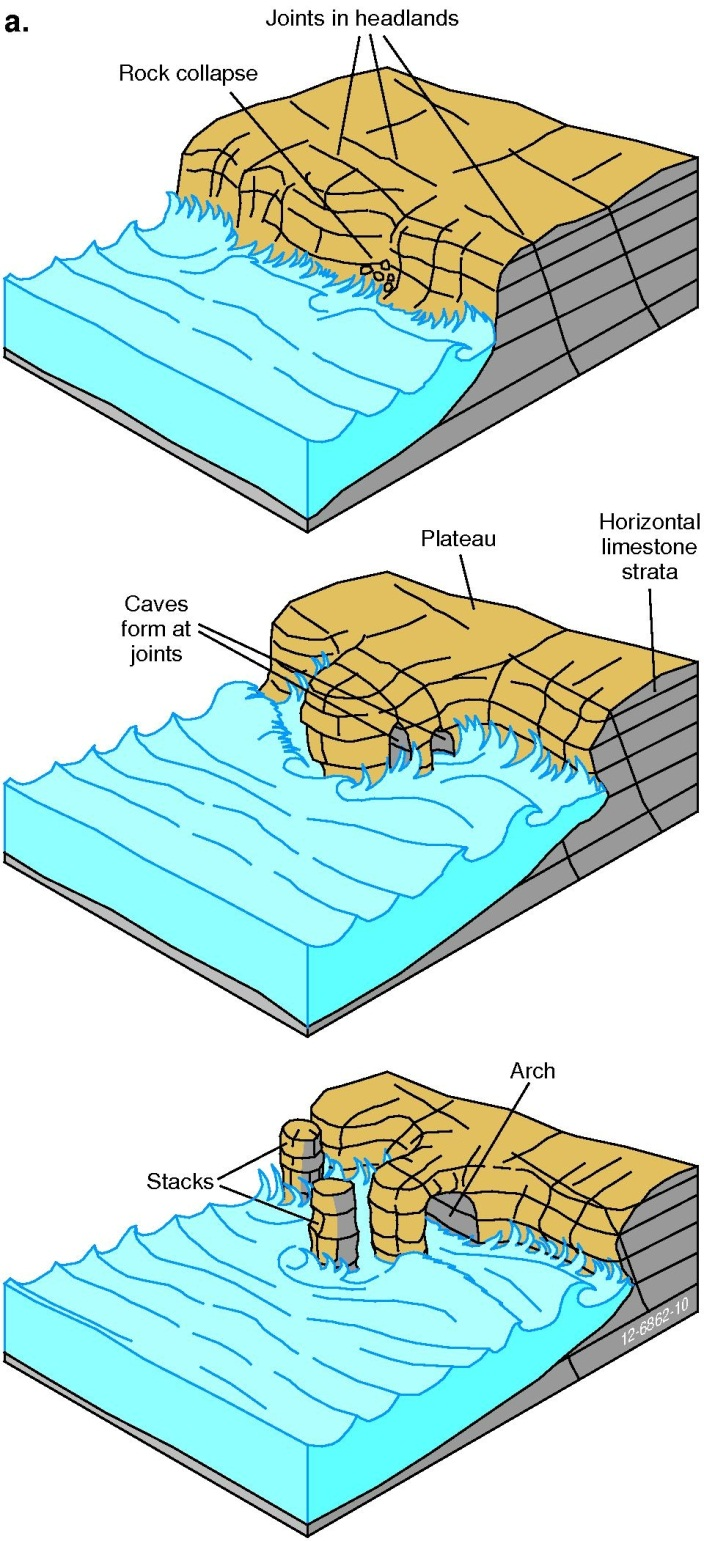 a.
Joints in headlands
Rock collapse
Plateau
Horizontal
limestone
strata
Caves
form at
joints
Arch
Stacks
12-6862-10